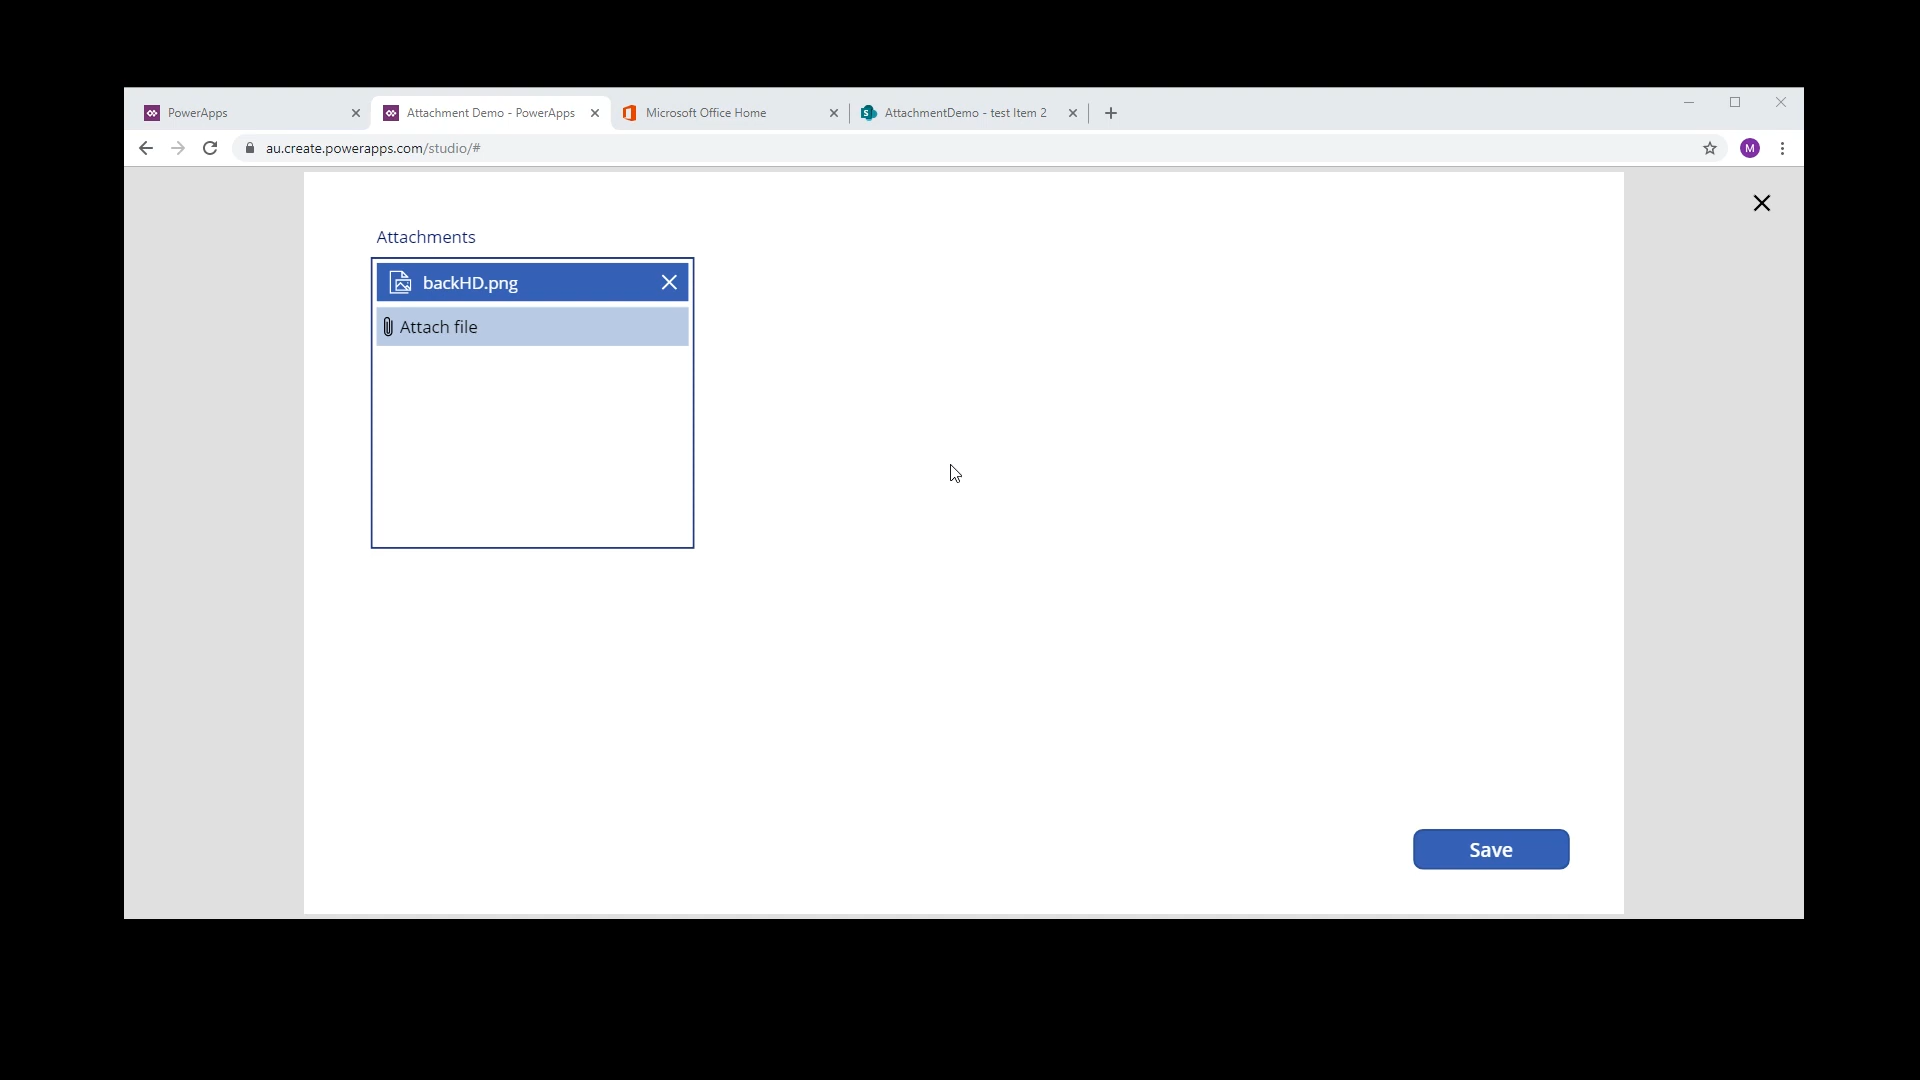 PowerApps
Attachment Demo - PowerApps
Microsoft Office Home
AttachmentDemo - test Item 2
au.create.powerapps.com/studio/#
M
Attachments
backHD.png
Attach file
Save